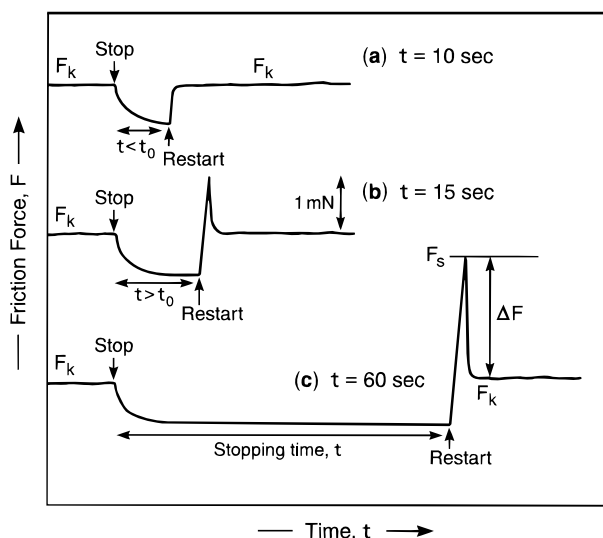 Stop
F_k
F_k
(a) t = 10 sec
t<t_0
Restart
Stop
F_k
1 mN
(b) t = 15 sec
t>t_0
Restart
F_s
ΔF
Stop
F_k
(c) t = 60 sec
F_k
Stopping time, t
Restart
Friction Force, F
Time, t